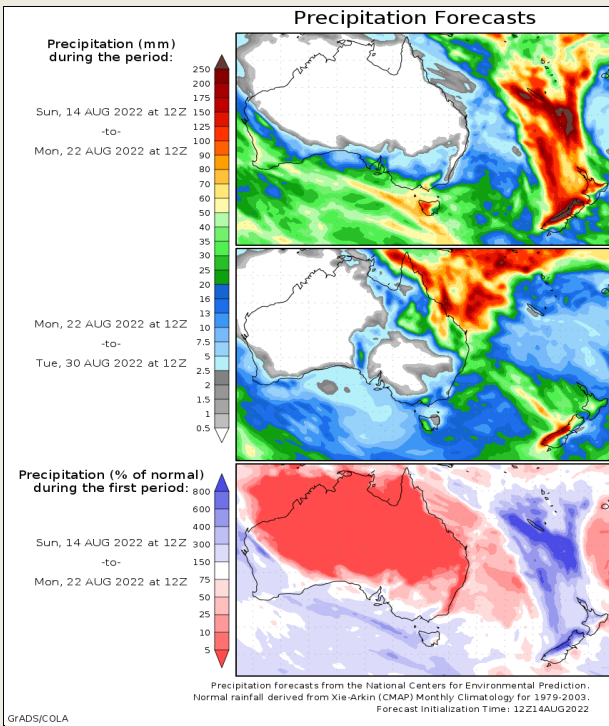 Precipitation Forecasts
Precipitation (mm)
during the period:
Sun, 14 AUG 2022 at 12Z
-to-
Mon, 22 AUG 2022 at 12Z
250
200
175
150
125
100
90
80
70
60
50
40
35
30
25
20
16
13
10
7.5
5
2.5
2
1.5
1
0.5
Mon, 22 AUG 2022 at 12Z
-to-
Tue, 30 AUG 2022 at 12Z
Precipitation (% of normal)
during the first period:
Sun, 14 AUG 2022 at 12Z
-to-
Mon, 22 AUG 2022 at 12Z
800
600
400
300
150
75
50
25
10
5
Precipitation forecasts from the National Centers for Environmental Prediction.
Normal rainfall derived from Xie-Arkin (CMAP) Monthly Climatology for 1979-2003.
Forecast Initialization Time: 12Z14AUG2022
GrADS/COLA